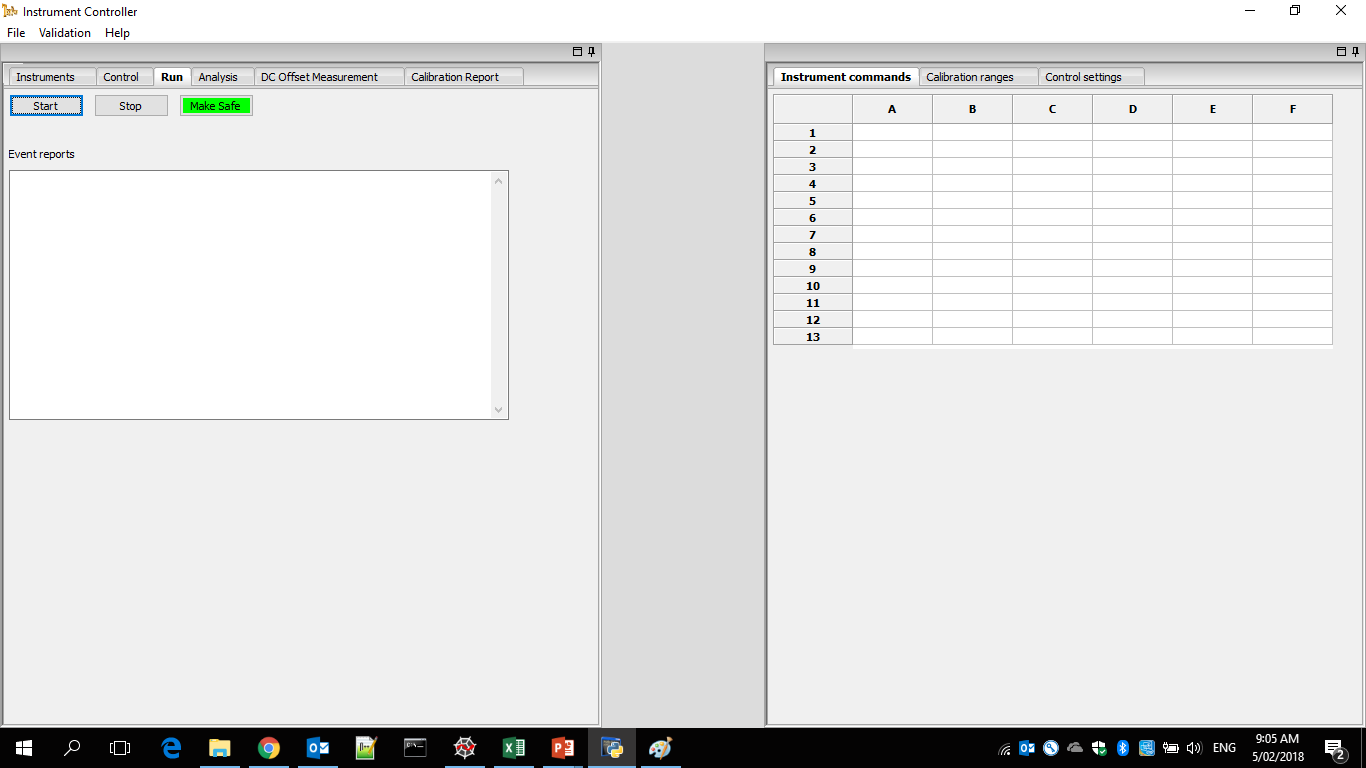 Instrument Controller
File Validation Help
Instruments Control Run Analysis DC Offset Measurement Calibration Report
Start Stop Make Safe
Event reports
Instrument commands Calibration ranges Control settings
A B C D E F
1
2
3
4
5
6
7
8
9
10
11
12
13
ENG
9:05 AM
5/02/2018
2